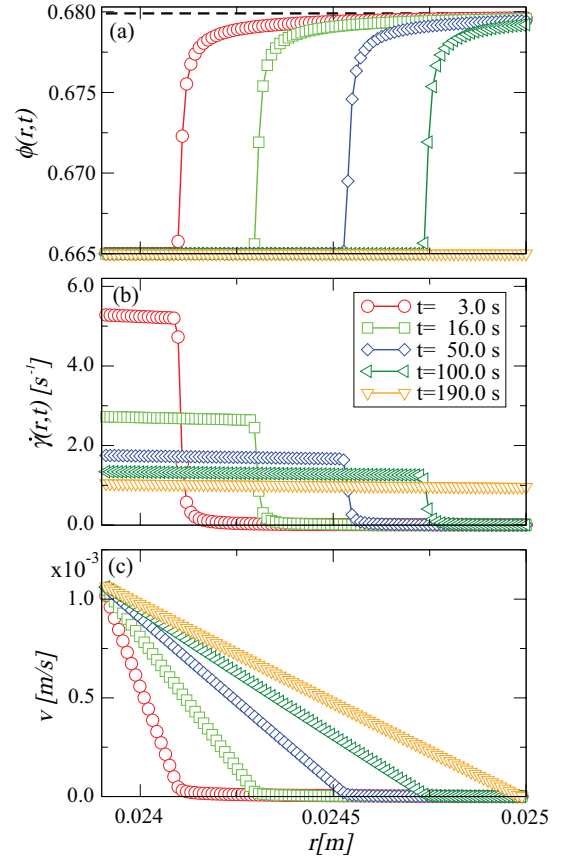 0.680
(a)
0.675
ϕ(r,t)
0.670
0.665
6.0
(b)
t= 3.0 s
t= 16.0 s
t= 50.0 s
t=100.0 s
t=190.0 s
4.0
γ̇(r,t) [s⁻¹]
2.0
0.0
x10⁻³
(c)
1.0
v [m/s]
0.5
0.0
0.024 0.0245 0.025
r[m]